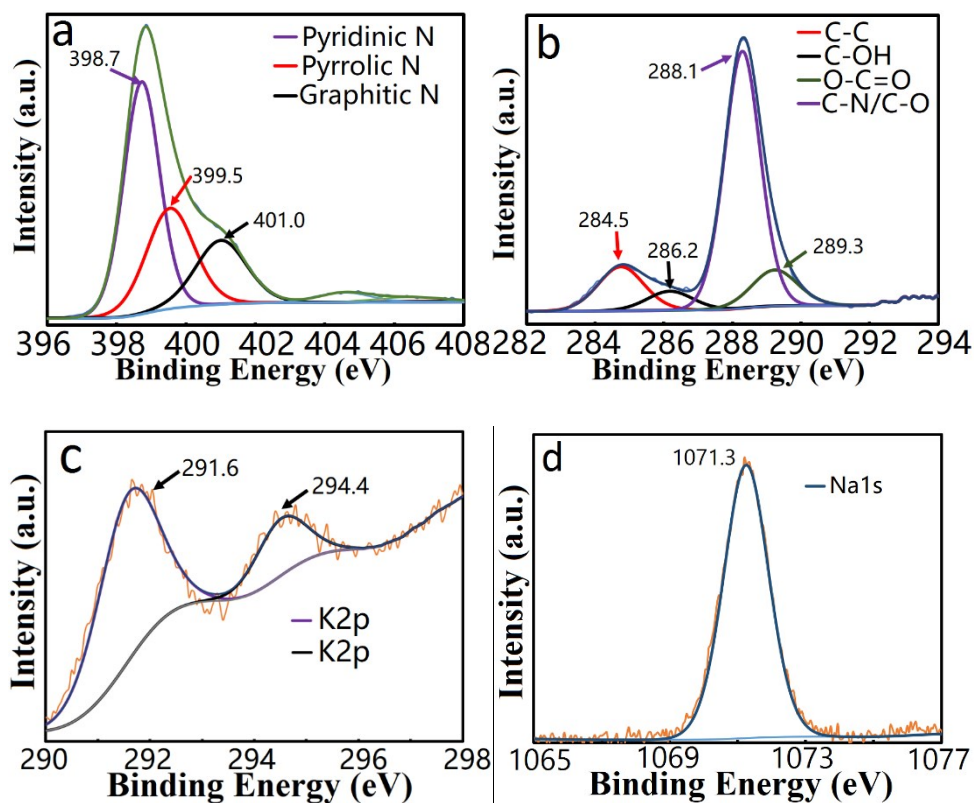 a
Pyridinic N
Pyrrolic N
Graphitic N
398.7
399.5
401.0
Intensity (a.u.)
396 398 400 402 404 406 408
Binding Energy (eV)
b
C-C
C-OH
O-C=O
C-N/C-O
288.1
284.5
286.2
289.3
Intensity (a.u.)
282 284 286 288 290 292 294
Binding Energy (eV)
c
291.6
294.4
K2p
K2p
Intensity (a.u.)
290 292 294 296 298
Binding Energy (eV)
d
1071.3
Na1s
Intensity (a.u.)
1065 1069 1073 1077
Binding Energy (eV)